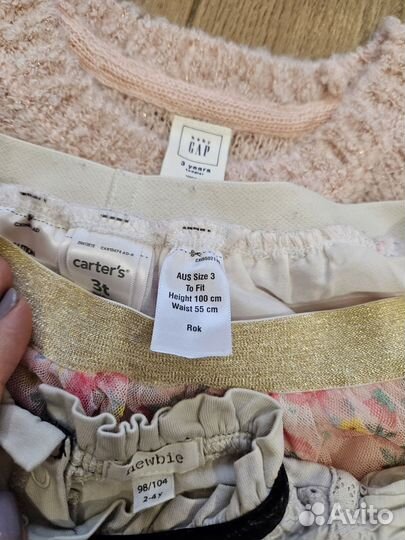 baby
GAP
3 years
carter's
3t
AUS Size 3
To Fit
Height 100 cm
Waist 55 cm
Rok
newbie
98/104
2-4Y
Avito